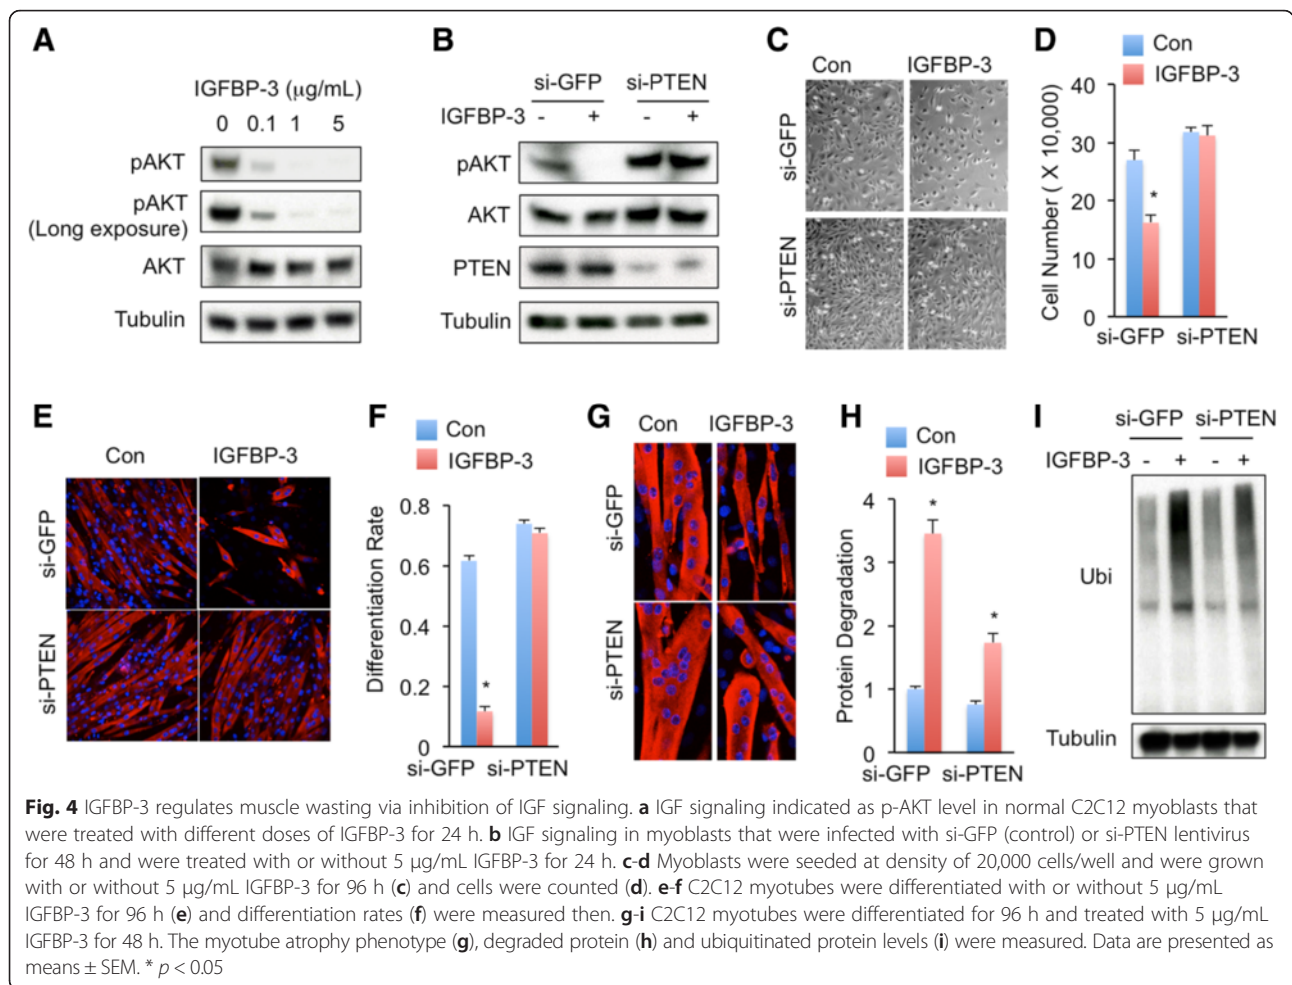 A
IGFBP-3 (μg/mL)
0 0.1 1 5
pAKT
pAKT
(Long exposure)
AKT
Tubulin
B
si-GFP si-PTEN
IGFBP-3 - + - +
pAKT
AKT
PTEN
Tubulin
C
Con IGFBP-3
si-GFP
si-PTEN
D
Con
IGFBP-3
Cell Number ( X 10,000)
40
30
20
10
0
*
si-GFP si-PTEN
E
Con IGFBP-3
si-GFP
si-PTEN
F
Con
IGFBP-3
Differentiation Rate
0.8
0.6
0.4
0.2
0
*
si-GFP si-PTEN
G
Con IGFBP-3
si-GFP
si-PTEN
H
Con
IGFBP-3
Protein Degradation
4
3
2
1
0
*
*
si-GFP si-PTEN
I
si-GFP si-PTEN
IGFBP-3 - + - +
Ubi
Tubulin
Fig. 4 IGFBP-3 regulates muscle wasting via inhibition of IGF signaling. a IGF signaling indicated as p-AKT level in normal C2C12 myoblasts that
were treated with different doses of IGFBP-3 for 24 h. b IGF signaling in myoblasts that were infected with si-GFP (control) or si-PTEN lentivirus
for 48 h and were treated with or without 5 μg/mL IGFBP-3 for 24 h. c-d Myoblasts were seeded at density of 20,000 cells/well and were grown
with or without 5 μg/mL IGFBP-3 for 96 h (c) and cells were counted (d). e-f C2C12 myotubes were differentiated with or without 5 μg/mL
IGFBP-3 for 96 h (e) and differentiation rates (f) were measured then. g-i C2C12 myotubes were differentiated for 96 h and treated with 5 μg/mL
IGFBP-3 for 48 h. The myotube atrophy phenotype (g), degraded protein (h) and ubiquitinated protein levels (i) were measured. Data are presented as
means ± SEM. * p < 0.05